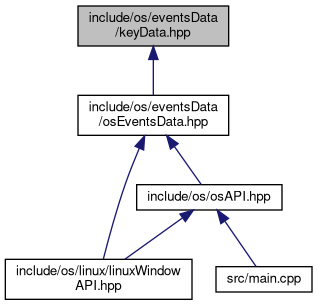 include/os/eventsData
/keyData.hpp
include/os/eventsData
/osEventsData.hpp
include/os/osAPI.hpp
include/os/linux/linuxWindow
API.hpp
src/main.cpp